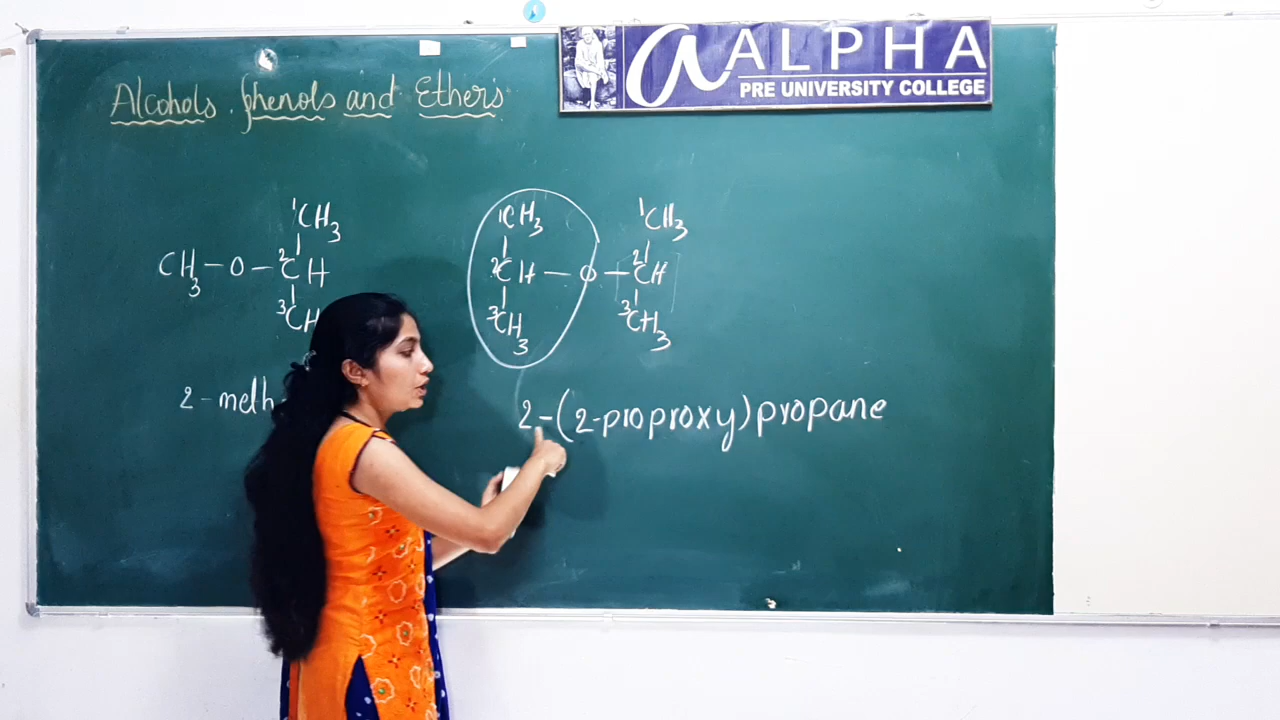 a ALPHA
PRE UNIVERSITY COLLEGE
Alcohols, phenols and Ethers
1CH3
CH3-O-2CH
3CH
1CH3 1CH3
2CH-O-2CH
3CH3 3CH3
2-meth
2-(2-proproxy)propane